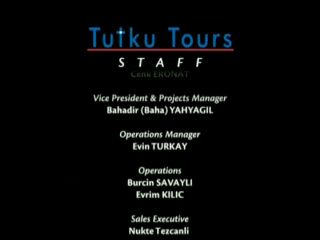 Tutku Tours
STAFF
Cenk ERONAT
Vice President & Projects Manager
Bahadir (Baha) YAHYAGIL
Operations Manager
Evin TURKAY
Operations
Burcin SAVAYLI
Evrim KILIC
Sales Executive
Nukte Tezcanli